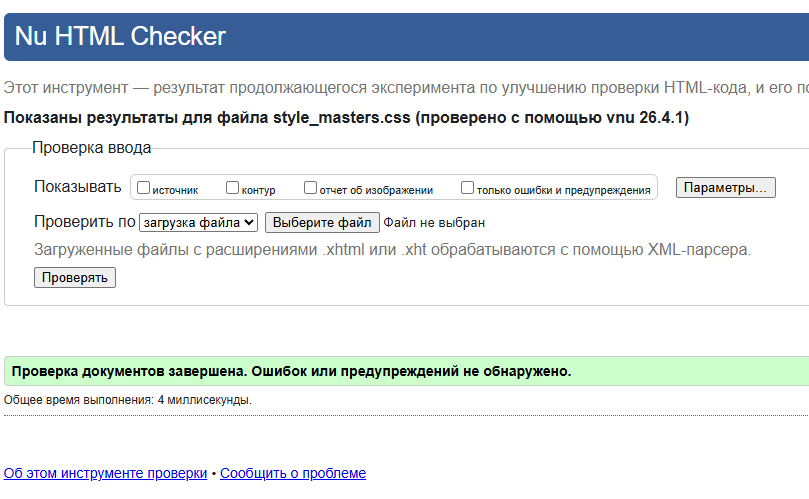 Nu HTML Checker
Этот инструмент — результат продолжающегося эксперимента по улучшению проверки HTML-кода, и его
Показаны результаты для файла style_masters.css (проверено с помощью vnu 26.4.1)
Проверка ввода
Показывать источник контур отчет об изображении только ошибки и предупреждения Параметры...
Проверить по загрузка файла Выберите файл Файл не выбран
Загруженные файлы с расширениями .xhtml или .xht обрабатываются с помощью XML-парсера.
Проверять
Проверка документов завершена. Ошибок или предупреждений не обнаружено.
Общее время выполнения: 4 миллисекунды.
Об этом инструменте проверки • Сообщить о проблеме